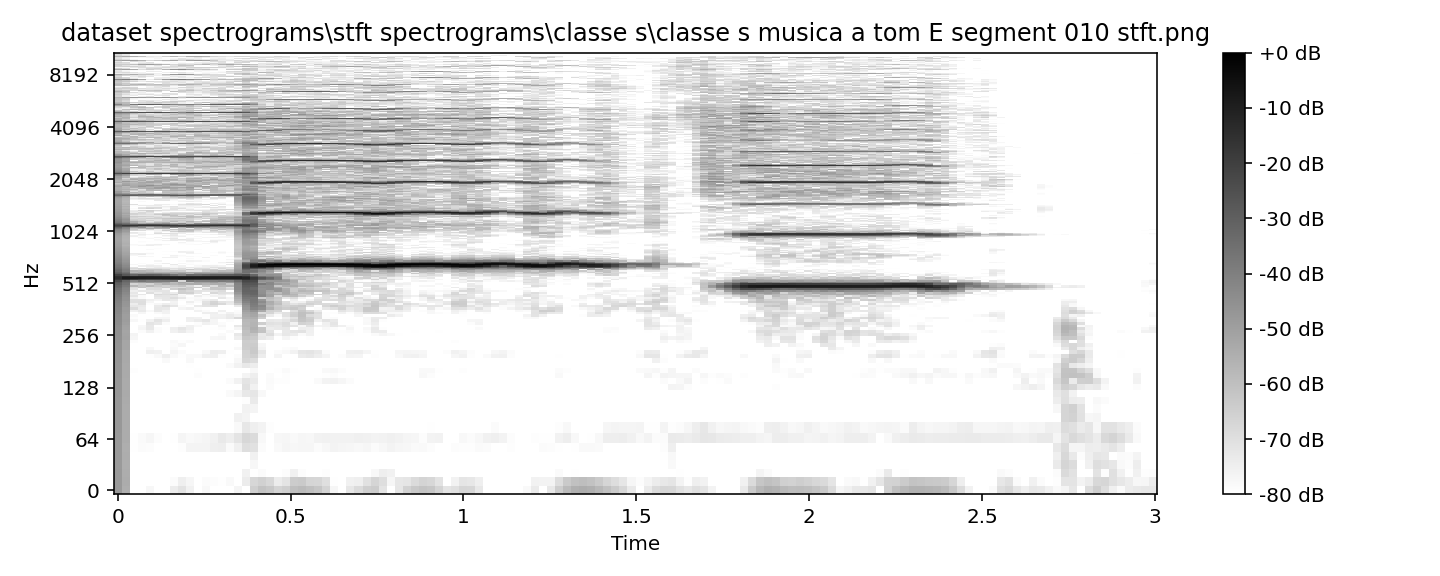 dataset spectrograms\stft spectrograms\classe s\classe s musica a tom E segment 010 stft.png
8192
4096
2048
1024
512
256
128
64
0
Hz
0
0.5
1
1.5
2
2.5
3
Time
+0 dB
-10 dB
-20 dB
-30 dB
-40 dB
-50 dB
-60 dB
-70 dB
-80 dB